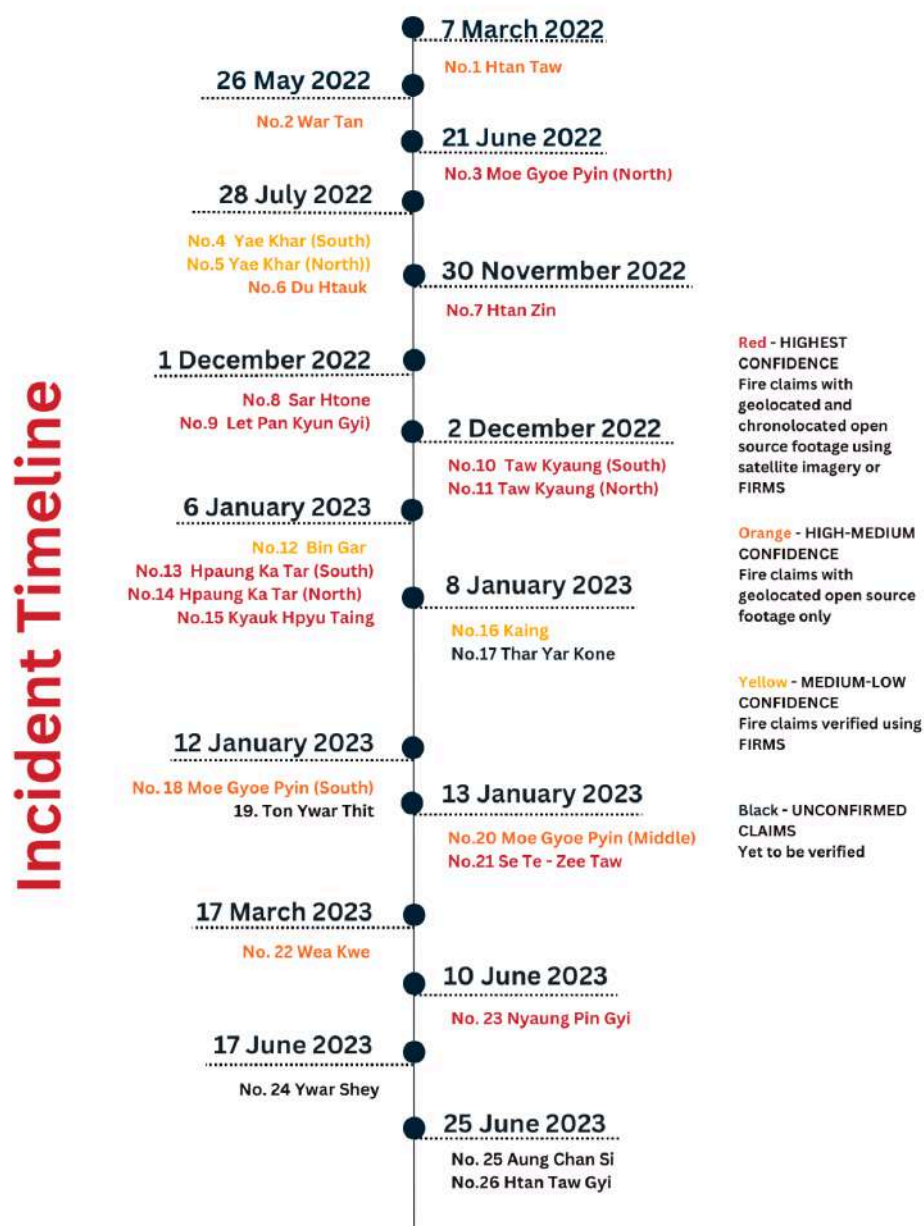 Incident Timeline
7 March 2022
No.1 Htan Taw
26 May 2022
No.2 War Tan
21 June 2022
No.3 Moe Gyoe Pyin (North)
28 July 2022
No.4  Yae Khar (South)
No.5 Yae Khar (North))
No.6 Du Htauk
30 Novermber 2022
No.7 Htan Zin
1 December 2022
No.8  Sar Htone
No.9  Let Pan Kyun Gyi)
2 December 2022
No.10  Taw Kyaung (South)
No.11 Taw Kyaung (North)
6 January 2023
No.12  Bin Gar
No.13  Hpaung Ka Tar (South)
No.14 Hpaung Ka Tar (North)
No.15 Kyauk Hpyu Taing
8 January 2023
No.16 Kaing
No.17 Thar Yar Kone
12 January 2023
No. 18 Moe Gyoe Pyin (South)
19. Ton Ywar Thit
13 January 2023
No.20 Moe Gyoe Pyin (Middle)
No.21 Se Te - Zee Taw
17 March 2023
No. 22 Wea Kwe
10 June 2023
No. 23 Nyaung Pin Gyi
17 June 2023
No. 24 Ywar Shey
25 June 2023
No. 25 Aung Chan Si
No.26 Htan Taw Gyi
Red - HIGHEST
CONFIDENCE
Fire claims with
geolocated and
chronolocated open
source footage using
satellite imagery or
FIRMS
Orange - HIGH-MEDIUM
CONFIDENCE
Fire claims with
geolocated open source
footage only
Yellow - MEDIUM-LOW
CONFIDENCE
Fire claims verified using
FIRMS
Black - UNCONFIRMED
CLAIMS
Yet to be verified